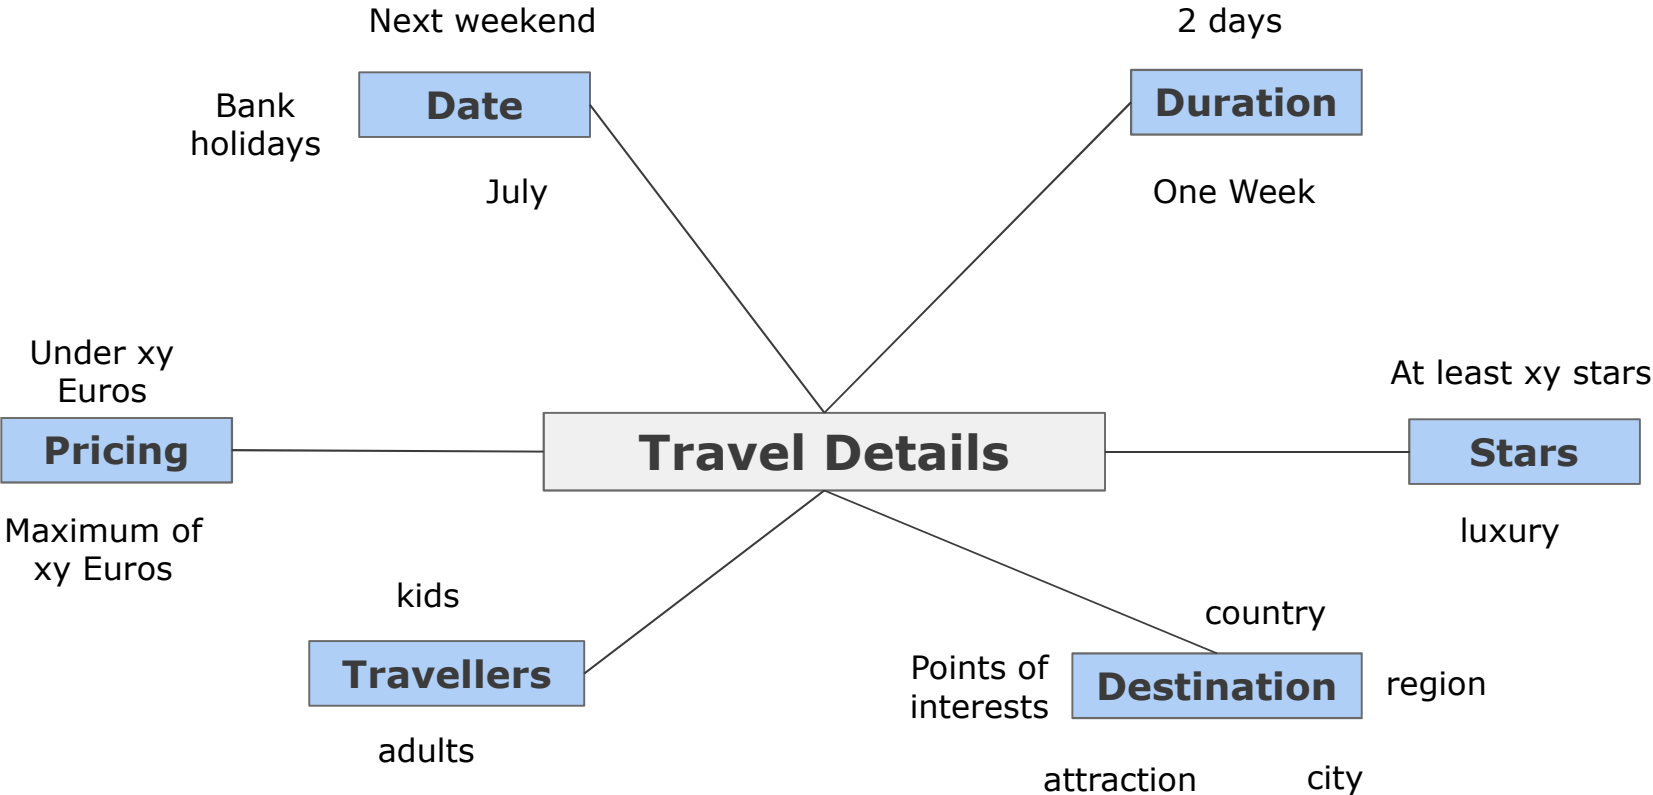 Next weekend
2 days
Date
Duration
Bank
holidays
July
One Week
Under xy
Euros
At least xy stars
Pricing
Travel Details
Stars
Maximum of
xy Euros
luxury
kids
country
Travellers
Points of
interests
Destination
region
adults
attraction
city